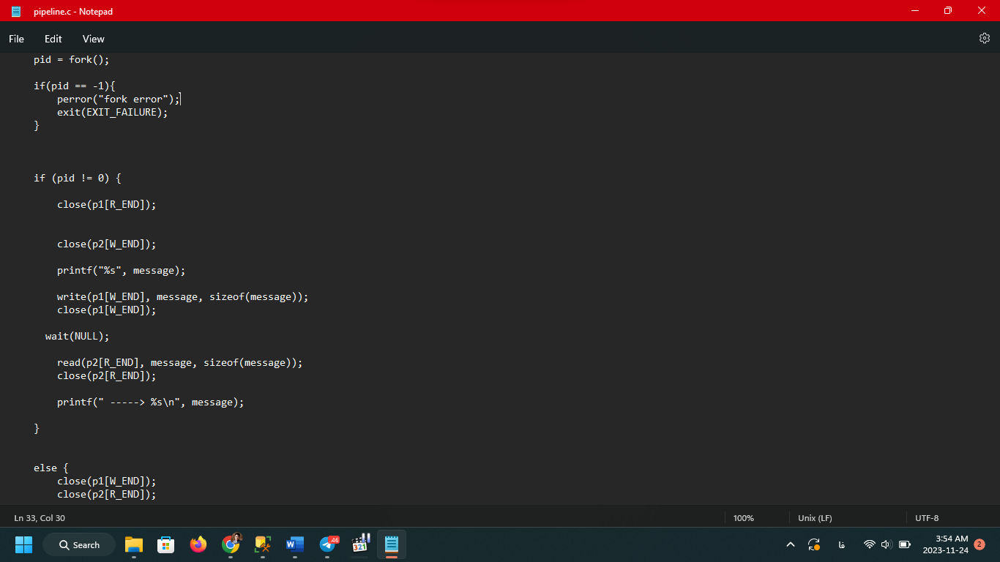 pipeline.c - Notepad
File Edit View
pid = fork();
if(pid == -1){
perror("fork error");
exit(EXIT_FAILURE);
}
if (pid != 0) {
close(p1[R_END]);
close(p2[W_END]);
printf("%s", message);
write(p1[W_END], message, sizeof(message));
close(p1[W_END]);
wait(NULL);
read(p2[R_END], message, sizeof(message));
close(p2[R_END]);
printf(" -----> %s\n", message);
}
else {
close(p1[W_END]);
close(p2[R_END]);
Ln 33, Col 30 100% Unix (LF) UTF-8
Search W 46 321 فا 3:54 AM 2
2023-11-24